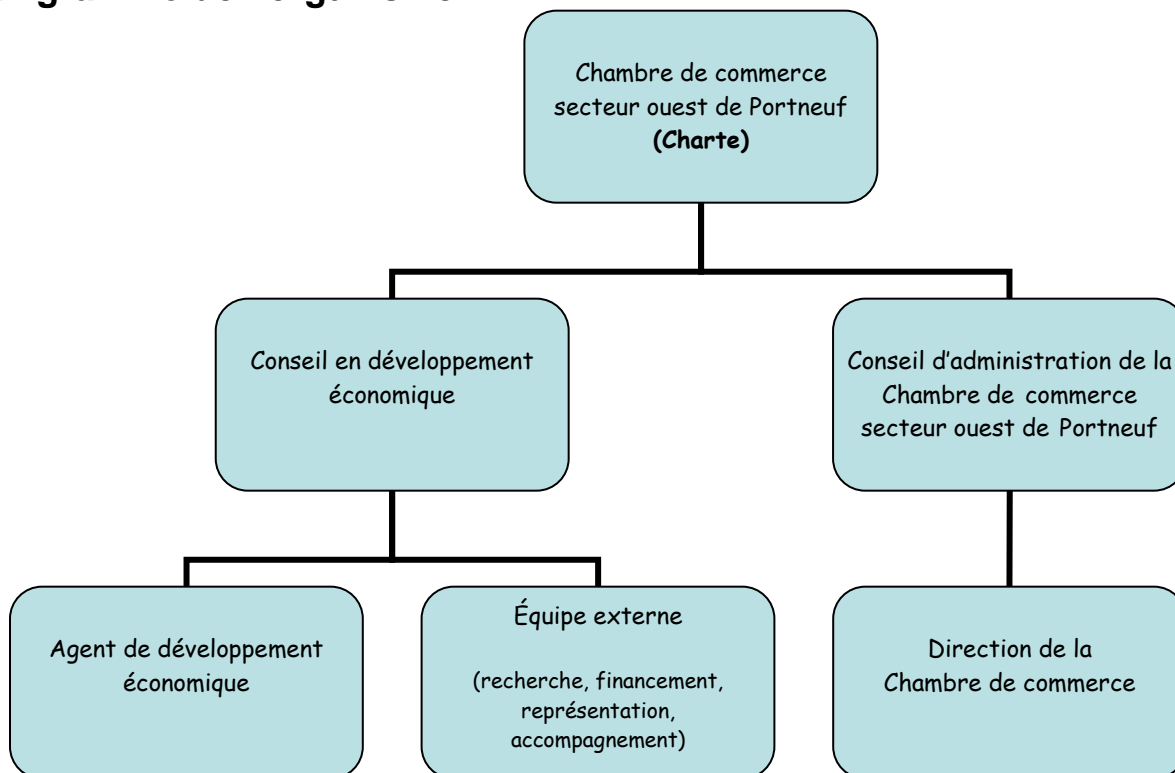 Chambre de commerce
secteur ouest de Portneuf
(Charte)
Conseil en développement
économique
Conseil d'administration de la
Chambre de commerce
secteur ouest de Portneuf
Agent de développement
économique
Équipe externe
(recherche, financement,
représentation,
accompagnement)
Direction de la
Chambre de commerce